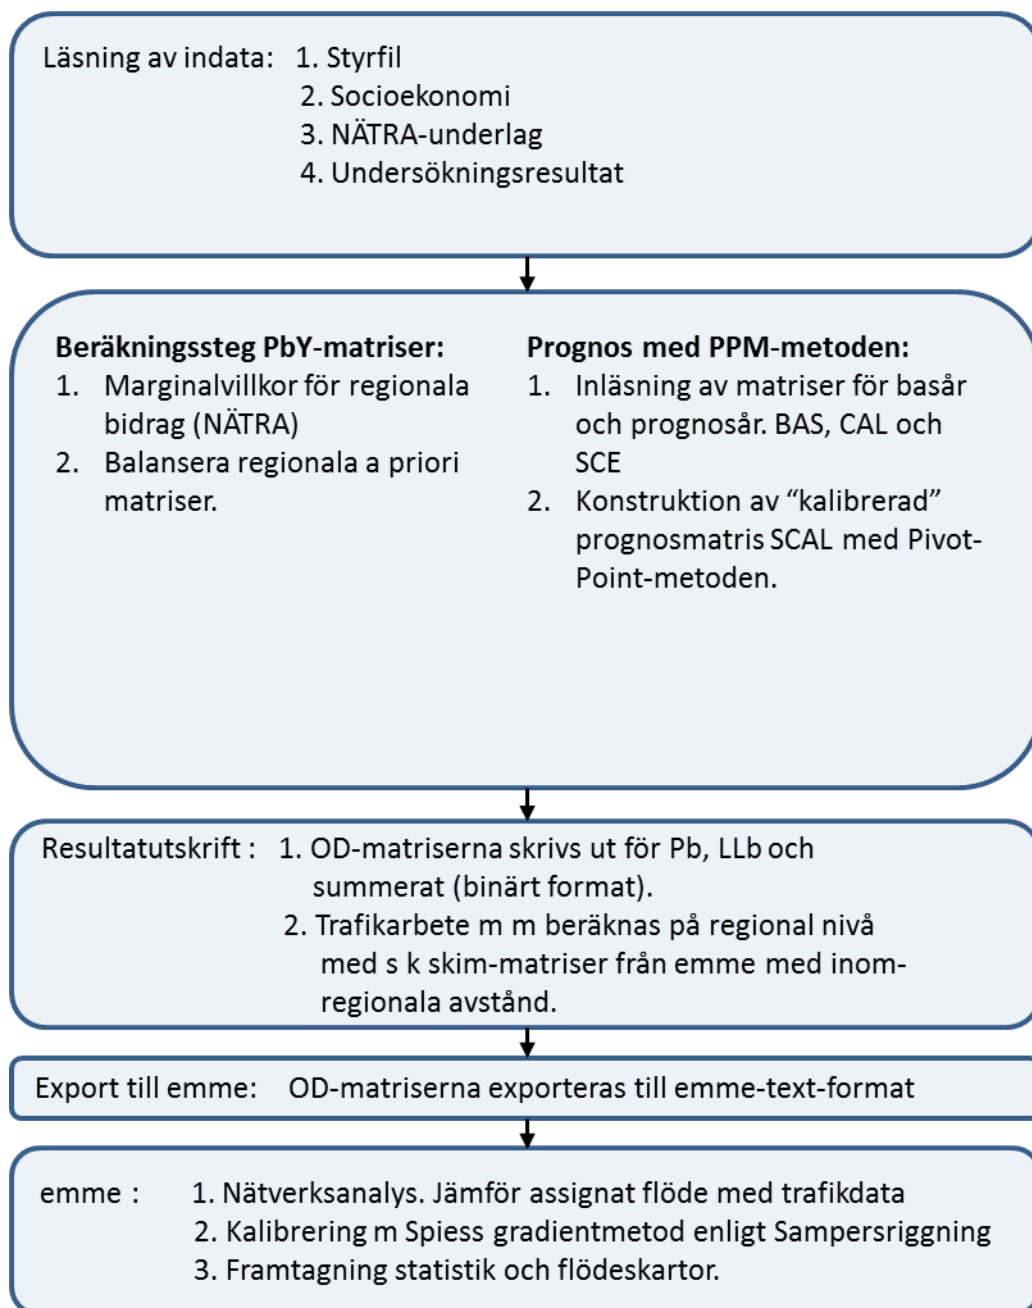 Läsning av indata: 1. Styrfil
2. Socioekonomi
3. NÄTRA-underlag
4. Undersökningsresultat
Beräkningssteg PbY-matriser:
1. Marginalvillkor för regionala
bidrag (NÄTRA)
2. Balansera regionala a priori
matriser.
Prognos med PPM-metoden:
1. Inläsning av matriser för basår
och prognosår. BAS, CAL och
SCE
2. Konstruktion av “kalibrerad”
prognosmatris SCAL med Pivot-
Point-metoden.
Resultatutskrift : 1. OD-matriserna skrivs ut för Pb, LLb och
summerat (binärt format).
2. Trafikarbete m m beräknas på regional nivå
med s k skim-matriser från emme med inom-
regionala avstånd.
Export till emme: OD-matriserna exporteras till emme-text-format
emme : 1. Nätverksanalys. Jämför assignat flöde med trafikdata
2. Kalibrering m Spiess gradientmetod enligt Sampersriggning
3. Framtagning statistik och flödeskartor.